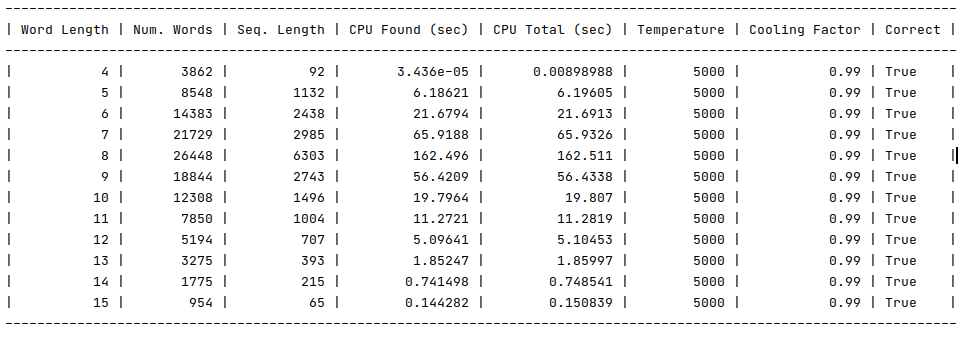 ------------------------------------------------------------------------------------------------------------------------
| Word Length | Num. Words | Seq. Length | CPU Found (sec) | CPU Total (sec) | Temperature | Cooling Factor | Correct |
------------------------------------------------------------------------------------------------------------------------
| 4 | 3862 | 92 | 3.436e-05 | 0.00898988 | 5000 | 0.99 | True |
| 5 | 8548 | 1132 | 6.18621 | 6.19605 | 5000 | 0.99 | True |
| 6 | 14383 | 2438 | 21.6794 | 21.6913 | 5000 | 0.99 | True |
| 7 | 21729 | 2985 | 65.9188 | 65.9326 | 5000 | 0.99 | True |
| 8 | 26448 | 6303 | 162.496 | 162.511 | 5000 | 0.99 | True |
| 9 | 18844 | 2743 | 56.4209 | 56.4338 | 5000 | 0.99 | True |
| 10 | 12308 | 1496 | 19.7964 | 19.807 | 5000 | 0.99 | True |
| 11 | 7850 | 1004 | 11.2721 | 11.2819 | 5000 | 0.99 | True |
| 12 | 5194 | 707 | 5.09641 | 5.10453 | 5000 | 0.99 | True |
| 13 | 3275 | 393 | 1.85247 | 1.85997 | 5000 | 0.99 | True |
| 14 | 1775 | 215 | 0.741498 | 0.748541 | 5000 | 0.99 | True |
| 15 | 954 | 65 | 0.144282 | 0.150839 | 5000 | 0.99 | True |
------------------------------------------------------------------------------------------------------------------------